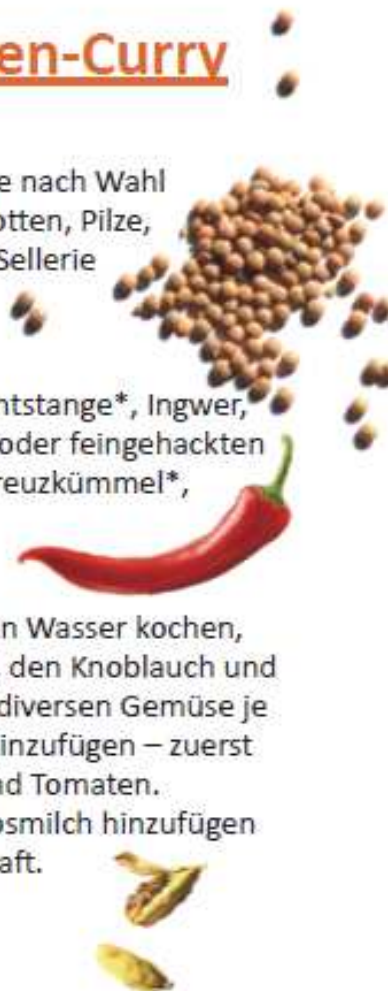 en-Curry
e nach Wahl
otten, Pilze,
Sellerie
ntstange*, Ingwer,
oder feingehackten
reuzkümmel*,
n Wasser kochen,
den Knoblauch und
diversen Gemüse je
inzufügen – zuerst
nd Tomaten.
osmilch hinzufügen
aft.